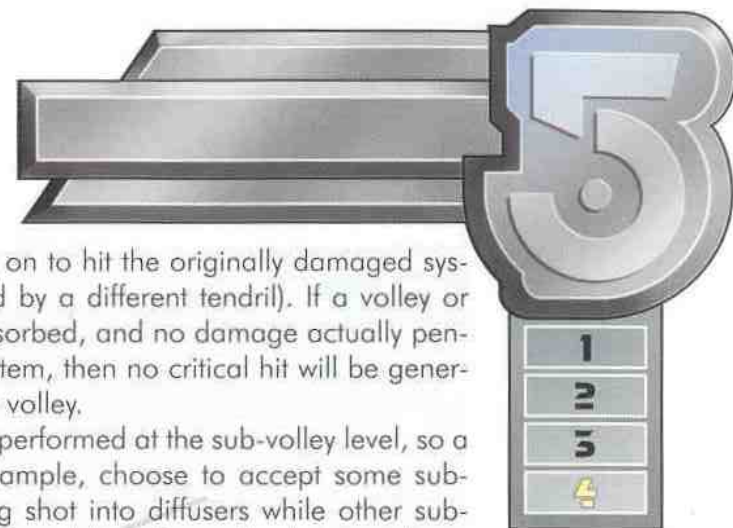 5
on to hit the originally damaged sys-
d by a different tendril). If a volley or
sorbed, and no damage actually pen-
stem, then no critical hit will be gener-
volley.
performed at the sub-volley level, so a
ample, choose to accept some sub-
g shot into diffusers while other sub-
1
2
3
4